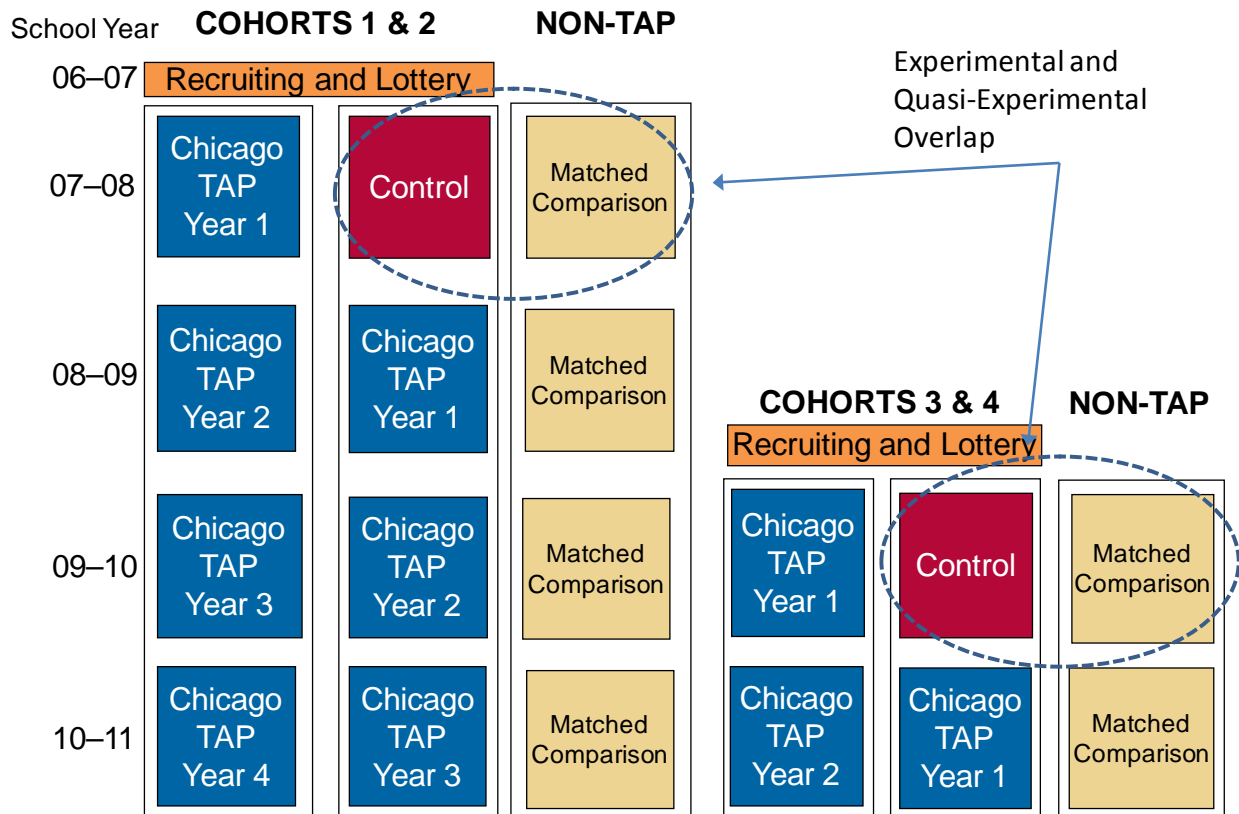 School Year
COHORTS 1 & 2
NON-TAP
06–07
Recruiting and Lottery
Experimental and
Quasi-Experimental
Overlap
07–08
Chicago
TAP
Year 1
Control
Matched
Comparison
08–09
Chicago
TAP
Year 2
Chicago
TAP
Year 1
Matched
Comparison
COHORTS 3 & 4
NON-TAP
Recruiting and Lottery
09–10
Chicago
TAP
Year 3
Chicago
TAP
Year 2
Matched
Comparison
Chicago
TAP
Year 1
Control
Matched
Comparison
10–11
Chicago
TAP
Year 4
Chicago
TAP
Year 3
Matched
Comparison
Chicago
TAP
Year 2
Chicago
TAP
Year 1
Matched
Comparison